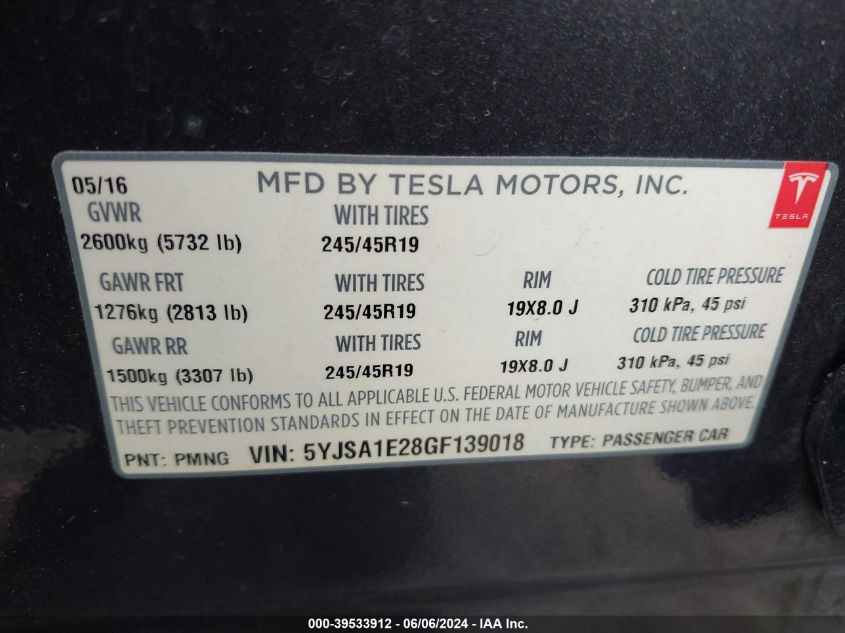 05/16 MFD BY TESLA MOTORS, INC.
TESLA
GVWR WITH TIRES
2600kg (5732 lb) 245/45R19
GAWR FRT WITH TIRES RIM COLD TIRE PRESSURE
1276kg (2813 lb) 245/45R19 19X8.0 J 310 kPa, 45 psi
GAWR RR WITH TIRES RIM COLD TIRE PRESSURE
1500kg (3307 lb) 245/45R19 19X8.0 J 310 kPa, 45 psi
THIS VEHICLE CONFORMS TO ALL APPLICABLE U.S. FEDERAL MOTOR VEHICLE SAFETY, BUMPER, AND
THEFT PREVENTION STANDARDS IN EFFECT ON THE DATE OF MANUFACTURE SHOWN ABOVE.
PNT: PMNG VIN: 5YJSA1E28GF139018 TYPE: PASSENGER CAR
000-39533912 - 06/06/2024 - IAA Inc.